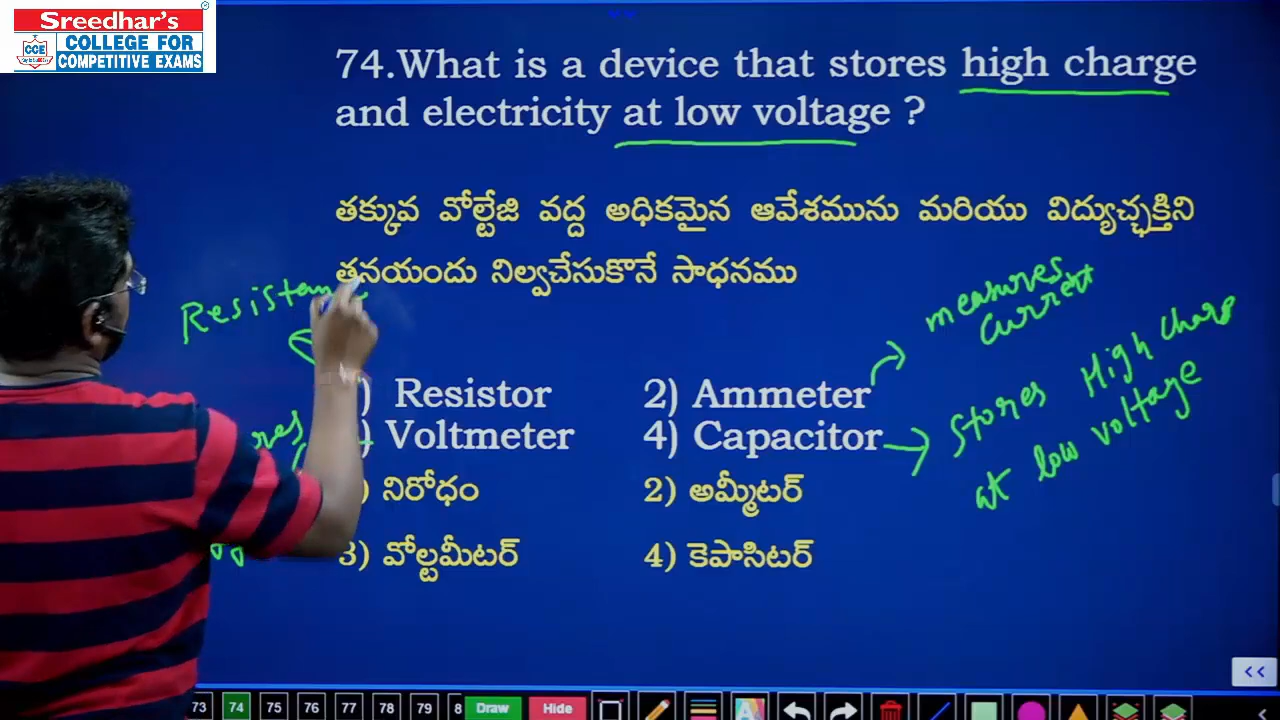 Sreedhar's
CCE
COLLEGE FOR
COMPETITIVE EXAMS
74.What is a device that stores high charge
and electricity at low voltage ?
తక్కువ వోల్టేజి వద్ద అధికమైన ఆవేశమును మరియు విద్యుచ్ఛక్తిని
తనయందు నిల్వచేసుకొనే సాధనము
measures
current
) Resistor 2) Ammeter
) Voltmeter 4) Capacitor
stores High
at low voltage
) నిరోధం 2) అమ్మీటర్
3) వోల్టమీటర్ 4) కెపాసిటర్
<<
73 74 75 76 77 78 79 8 Draw Hide